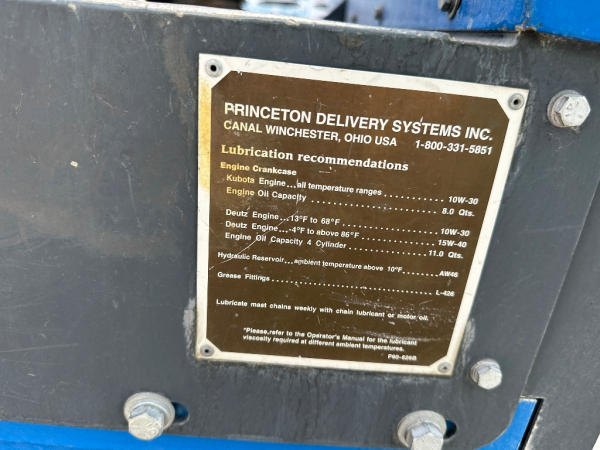 PRINCETON DELIVERY SYSTEMS INC.
CANAL WINCHESTER, OHIO USA 1-800-331-5851
Lubrication recommendations
Engine Crankcase
Kubota Engine...all temperature ranges ............ 10W-30
Engine Oil Capacity ............................ 8.0 Qts.
Deutz Engine...13°F to 68°F .................... 10W-30
Deutz Engine...-4°F to above 86°F .............. 15W-40
Engine Oil Capacity 4 Cylinder ................. 11.0 Qts.
Hydraulic Reservoir...ambient temperature above 10°F ....... AW46
Grease Fittings ................................ L-426
Lubricate mast chains weekly with chain lubricant or motor oil.
*Please,refer to the Operator's Manual for the lubricant
viscosity required at different ambient temperatures.
P80-626B